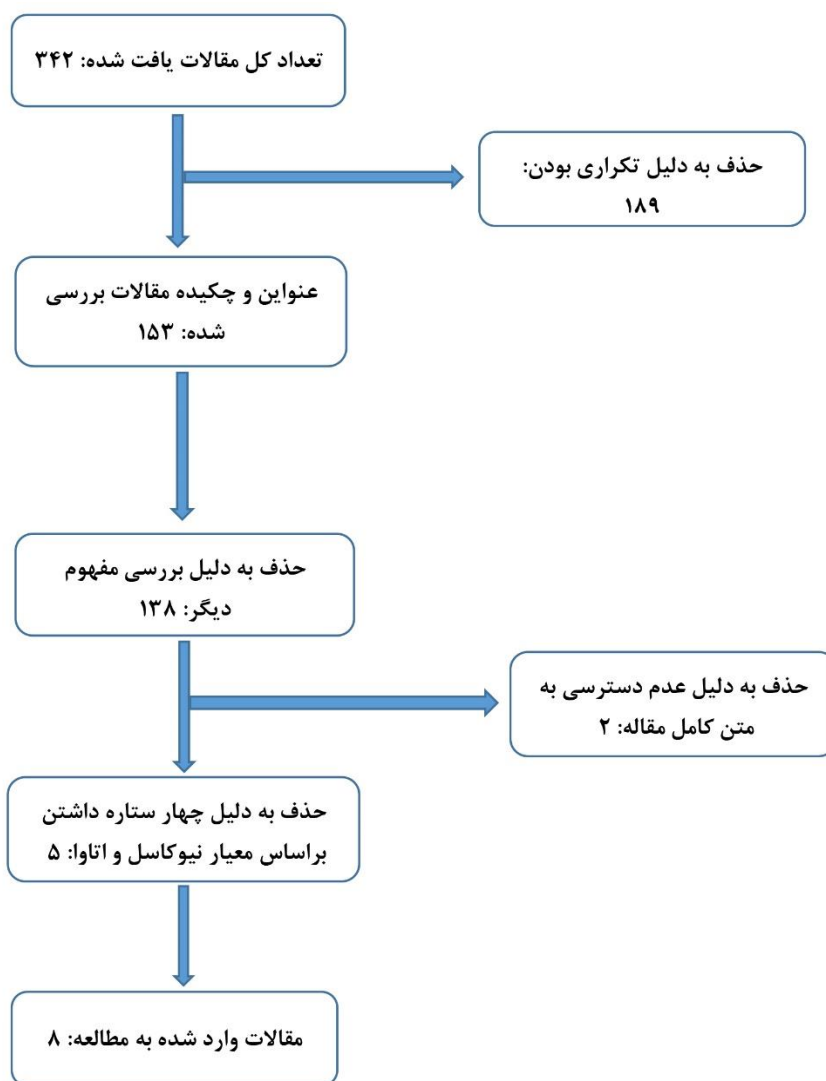 تعداد کل مقالات یافت شده: ۳۴۲
حذف به دلیل تکراری بودن:
۱۸۹
عنواین و چکیده مقالات بررسی
شده: ۱۵۳
حذف به دلیل بررسی مفهوم
دیگر: ۱۳۸
حذف به دلیل عدم دسترسی به
متن کامل مقاله: ۲
حذف به دلیل چهار ستاره داشتن
براساس معیار نیوکاسل و اتاوا: ۵
مقالات وارد شده به مطالعه: ۸